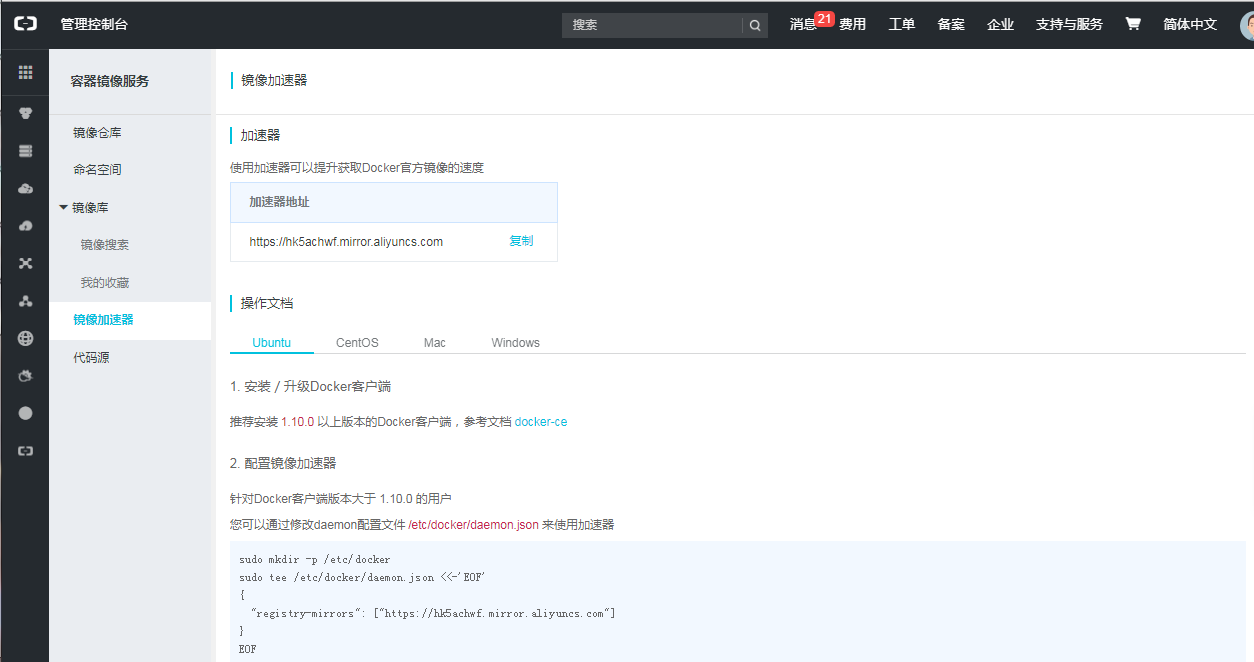 管理控制台
搜索
消息 21 费用 工单 备案 企业 支持与服务 简体中文
容器镜像服务
镜像仓库
命名空间
镜像库
镜像搜索
我的收藏
镜像加速器
代码源
镜像加速器
加速器
使用加速器可以提升获取Docker官方镜像的速度
加速器地址
https://hk5achwf.mirror.aliyuncs.com 复制
操作文档
Ubuntu CentOS Mac Windows
1. 安装 / 升级Docker客户端
推荐安装 1.10.0 以上版本的Docker客户端，参考文档 docker-ce
2. 配置镜像加速器
针对Docker客户端版本大于 1.10.0 的用户
您可以通过修改daemon配置文件 /etc/docker/daemon.json 来使用加速器
sudo mkdir -p /etc/docker
sudo tee /etc/docker/daemon.json <<-'EOF'
{
"registry-mirrors": ["https://hk5achwf.mirror.aliyuncs.com"]
}
EOF